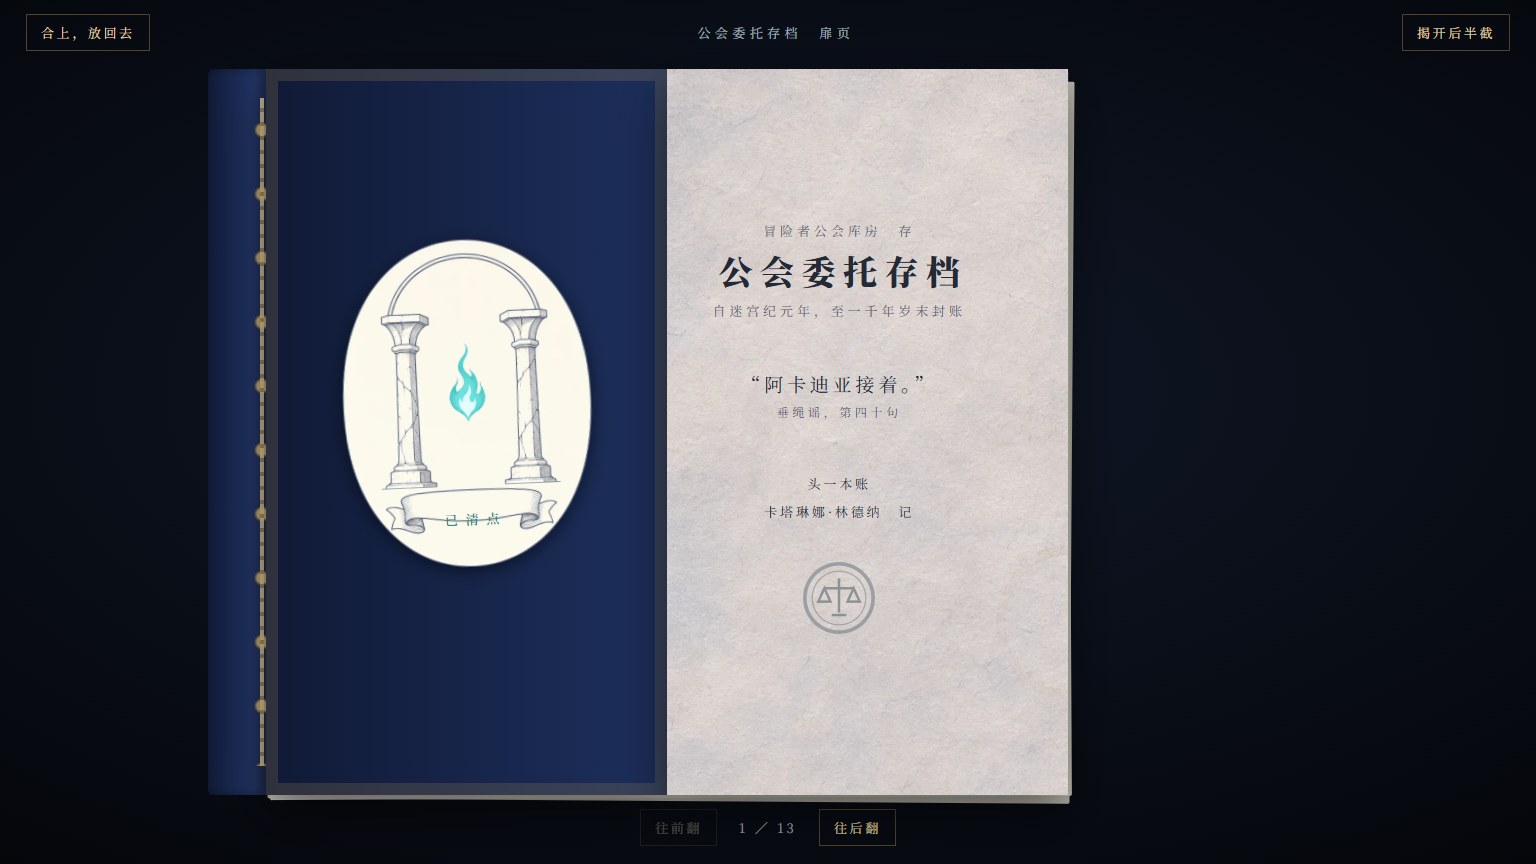 合上，放回去
公会委托存档　扉页
揭开后半截
已清点
冒险者公会库房　存
公会委托存档
自迷宫纪元年，至一千年岁末封账
“阿卡迪亚接着。”
垂绳谣，第四十句
头一本账
卡塔琳娜·林德纳　记
往前翻
1 ／ 13
往后翻